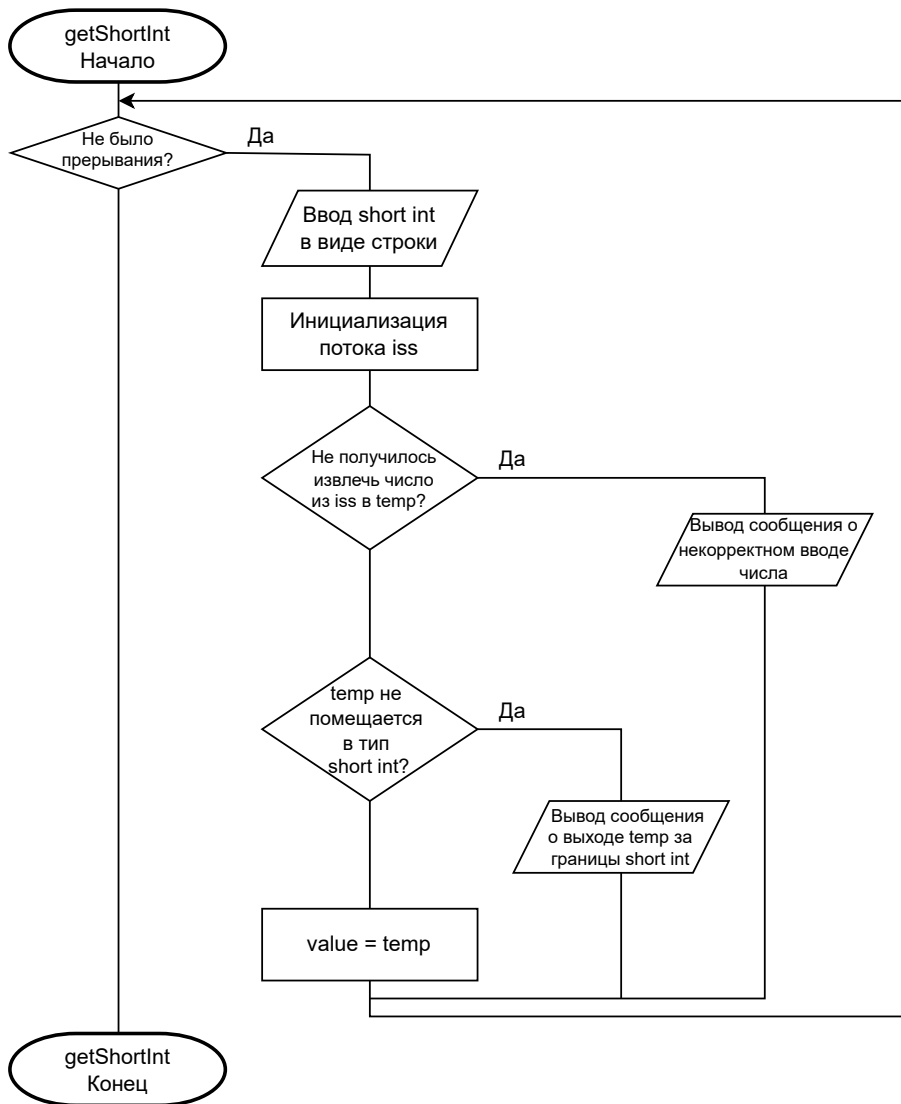 getShortInt
Начало
Не было
прерывания?
Да
Ввод short int
в виде строки
Инициализация
потока iss
Не получилось
извлечь число
из iss в temp?
Да
Вывод сообщения о
некорректном вводе
числа
temp не
помещается
в тип
short int?
Да
Вывод сообщения
о выходе temp за
границы short int
value = temp
getShortInt
Конец